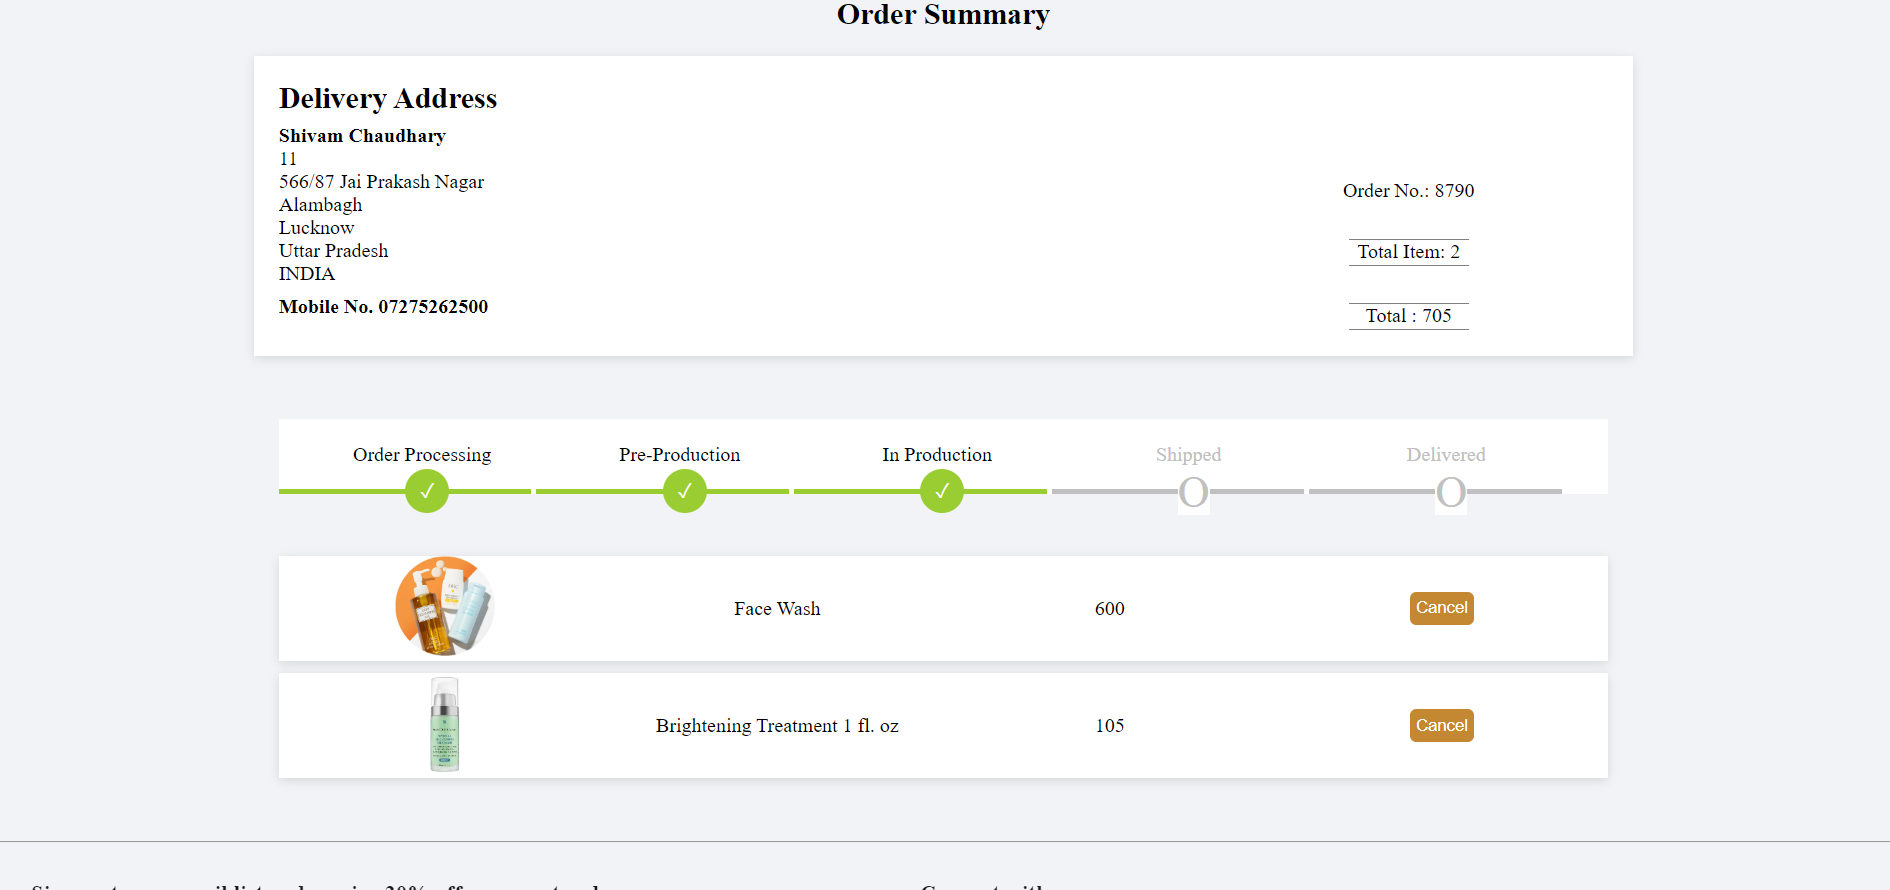 Order Summary
Delivery Address
Shivam Chaudhary
11
566/87 Jai Prakash Nagar
Alambagh
Lucknow
Uttar Pradesh
INDIA
Mobile No. 07275262500
Order No.: 8790
Total Item: 2
Total : 705
Order Processing
Pre-Production
In Production
Shipped
Delivered
Face Wash
600
Cancel
Brightening Treatment 1 fl. oz
105
Cancel